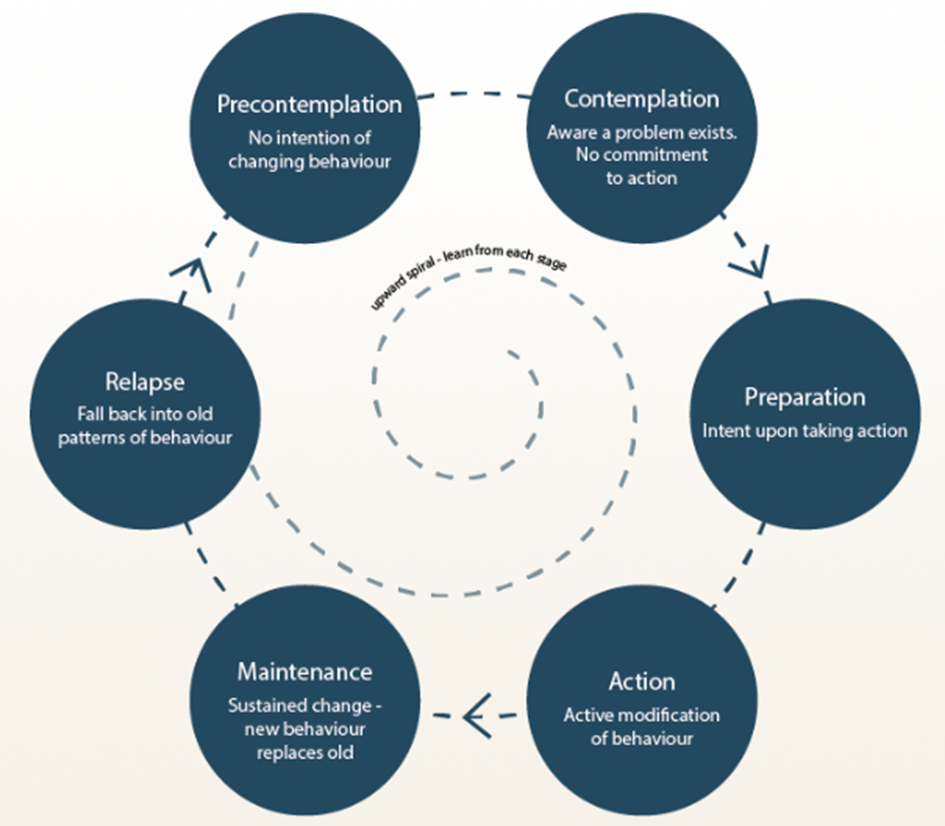 Precontemplation
No intention of
changing behaviour
Contemplation
Aware a problem exists.
No commitment
to action
upward spiral - learn from each stage
Relapse
Fall back into old
patterns of behaviour
Preparation
Intent upon taking action
Maintenance
Sustained change -
new behaviour
replaces old
Action
Active modification
of behaviour